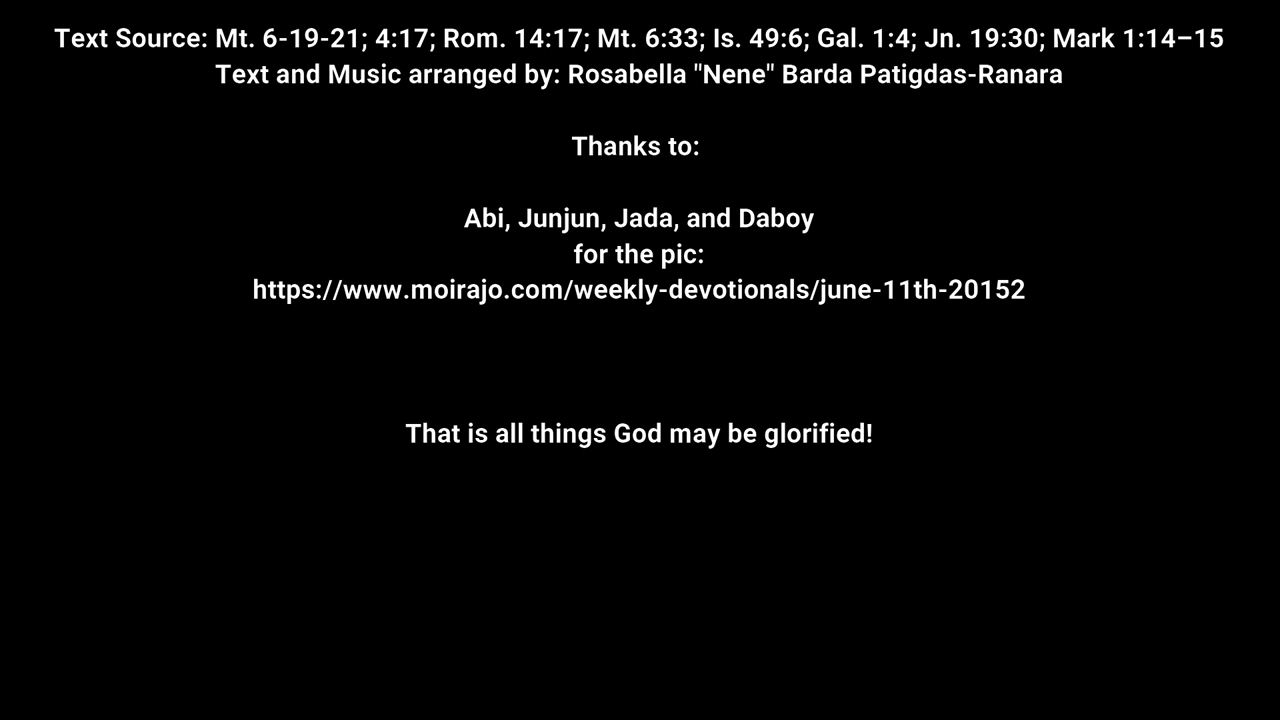 Text Source: Mt. 6-19-21; 4:17; Rom. 14:17; Mt. 6:33; Is. 49:6; Gal. 1:4; Jn. 19:30; Mark 1:14–15
Text and Music arranged by: Rosabella "Nene" Barda Patigdas-Ranara
Thanks to:
Abi, Junjun, Jada, and Daboy
for the pic:
https://www.moirajo.com/weekly-devotionals/june-11th-20152
That is all things God may be glorified!